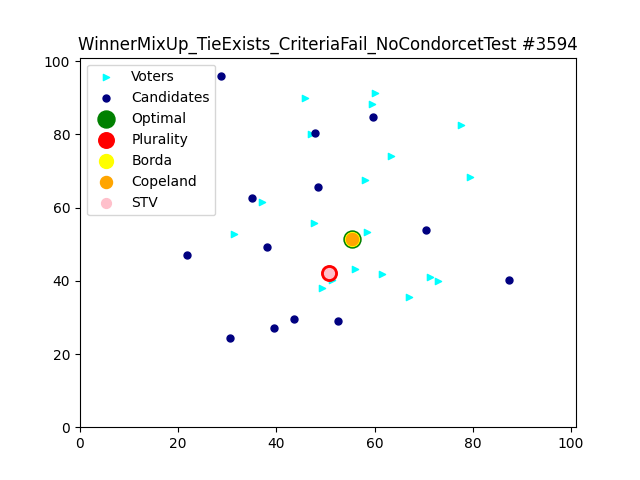 WinnerMixUp_TieExists_CriteriaFail_NoCondorcetTest #3594
100
80
60
40
20
0
Voters
Candidates
Optimal
Plurality
Borda
Copeland
STV
0
20
40
60
80
100